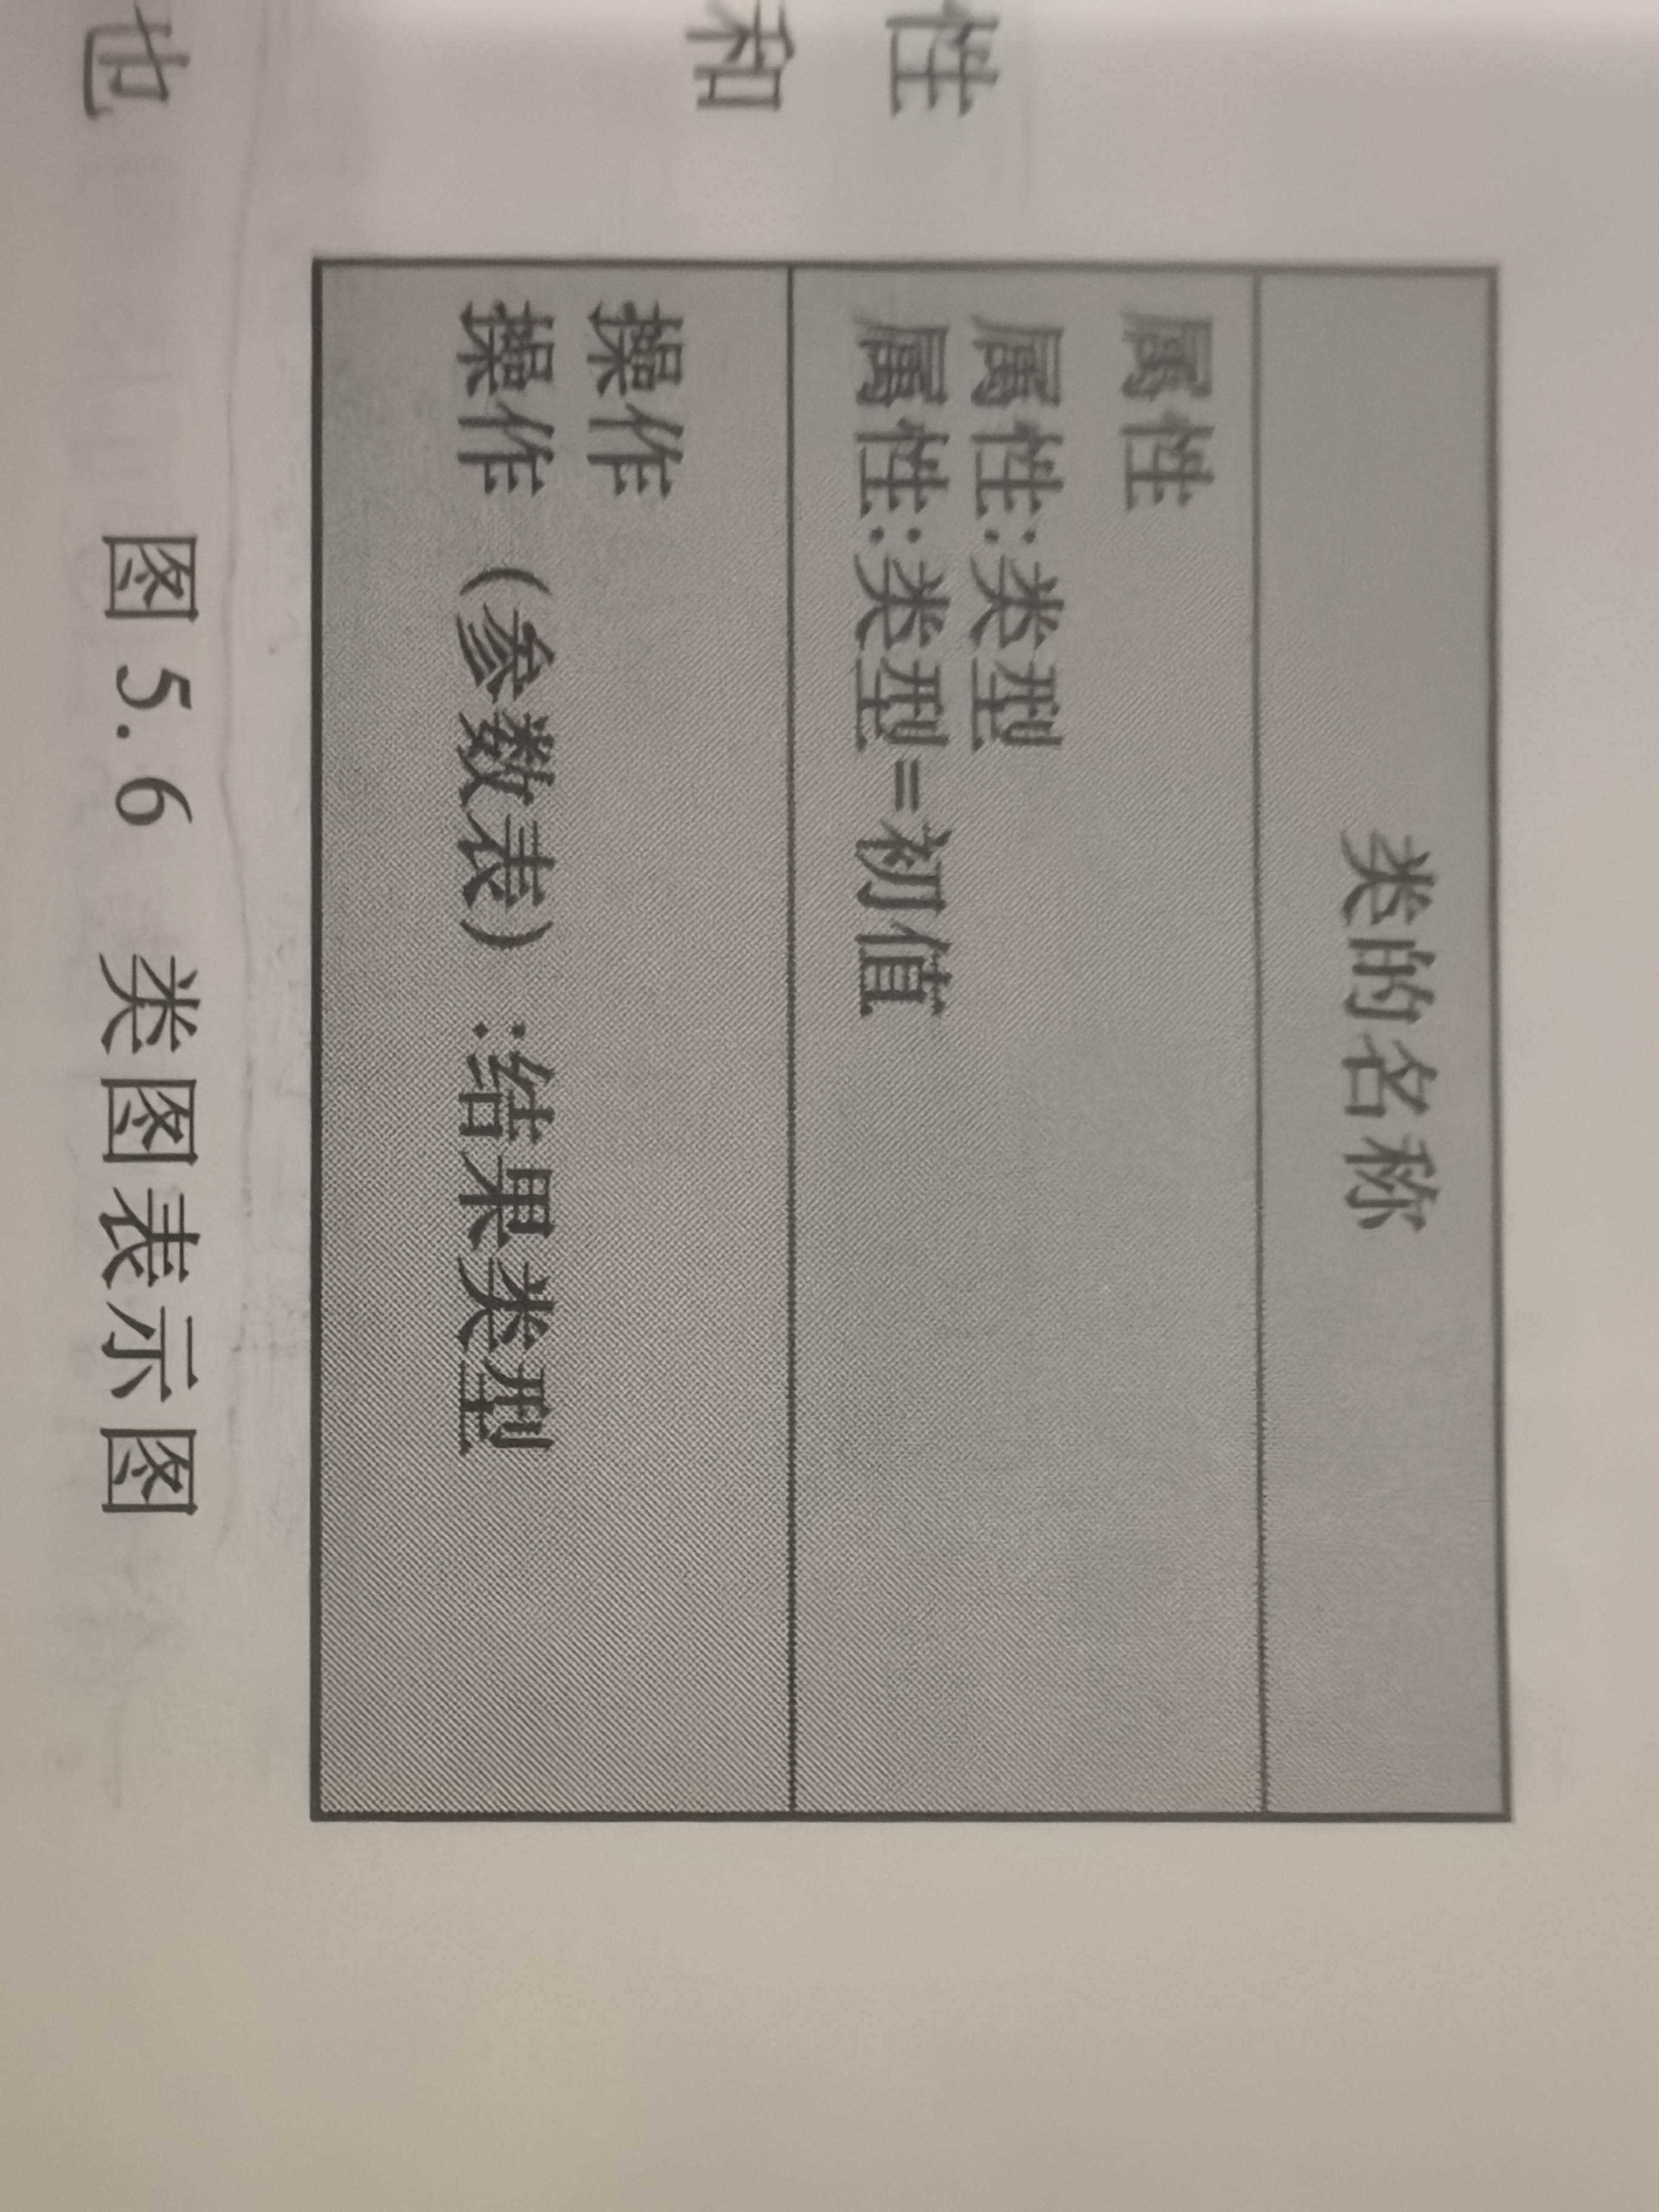 类的名称
属性
属性:类型
属性:类型=初值
操作
操作（参数表）:结果类型
图 5.6 类图表示图
性
和
也